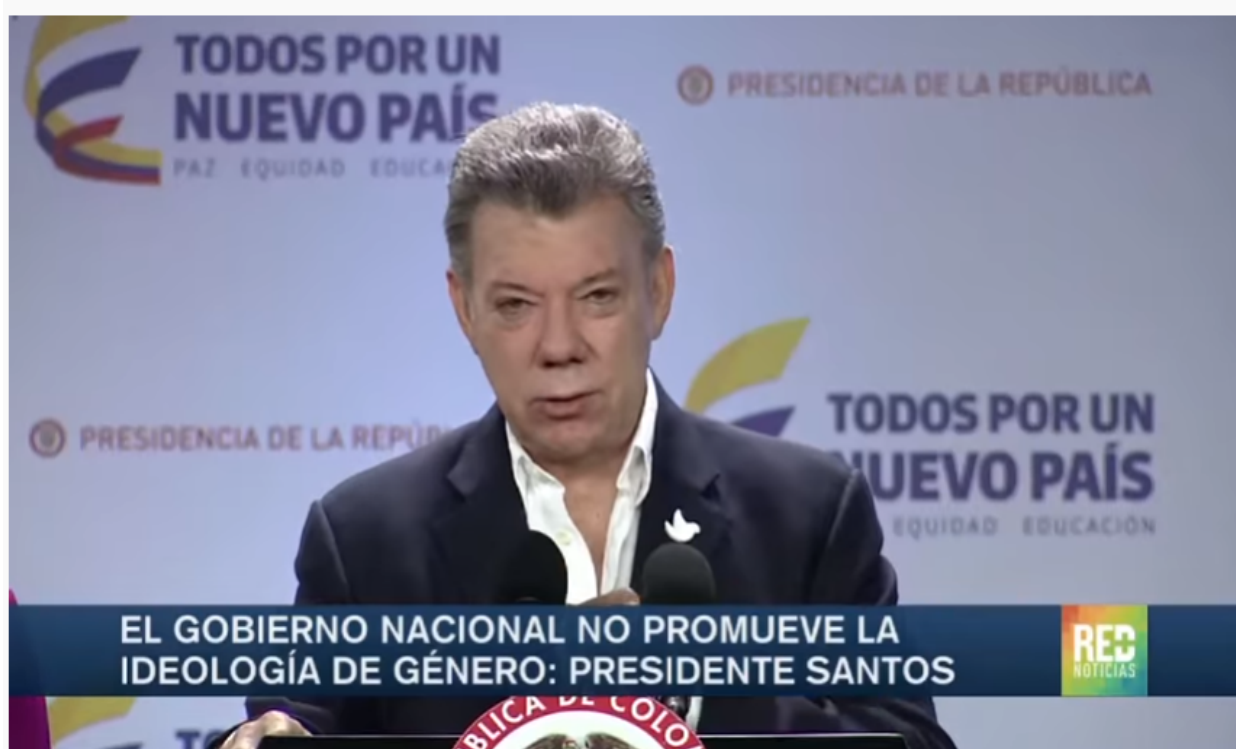 TODOS POR UN
NUEVO PAÍS
PAZ EQUIDAD
PRESIDENCIA DE LA REPÚBLICA
PRESIDENCIA DE LA
TODOS POR UN
NUEVO PAÍS
EQUIDAD EDUCACIÓN
EL GOBIERNO NACIONAL NO PROMUEVE LA
IDEOLOGÍA DE GÉNERO: PRESIDENTE SANTOS
RED
NOTICIAS